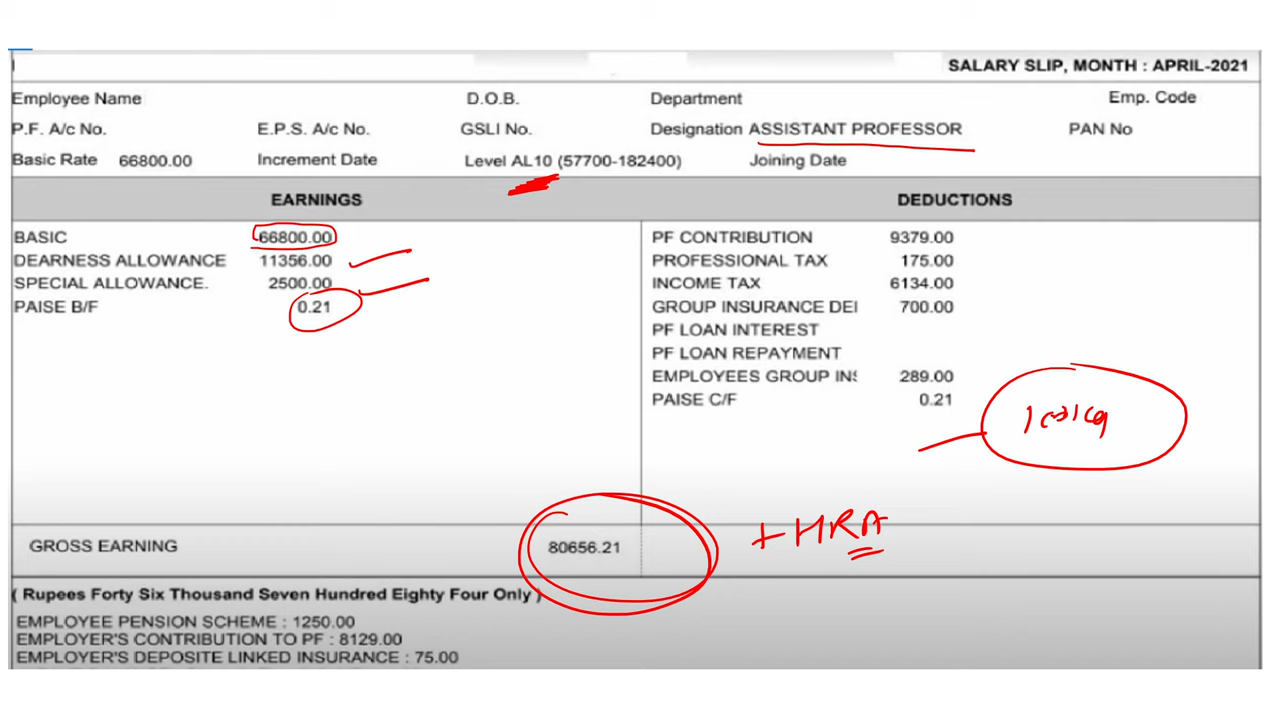 SALARY SLIP, MONTH : APRIL-2021
Employee Name D.O.B. Department Emp. Code
P.F. A/c No. E.P.S. A/c No. GSLI No. Designation ASSISTANT PROFESSOR PAN No
Basic Rate 66800.00 Increment Date Level AL10 (57700-182400) Joining Date
EARNINGS DEDUCTIONS
BASIC 66800.00 PF CONTRIBUTION 9379.00
DEARNESS ALLOWANCE 11356.00 PROFESSIONAL TAX 175.00
SPECIAL ALLOWANCE. 2500.00 INCOME TAX 6134.00
PAISE B/F 0.21 GROUP INSURANCE DEI 700.00
PF LOAN INTEREST
PF LOAN REPAYMENT
EMPLOYEES GROUP INS 289.00
PAISE C/F 0.21
+ HRA
GROSS EARNING 80656.21
( Rupees Forty Six Thousand Seven Hundred Eighty Four Only )
EMPLOYEE PENSION SCHEME : 1250.00
EMPLOYER'S CONTRIBUTION TO PF : 8129.00
EMPLOYER'S DEPOSITE LINKED INSURANCE : 75.00